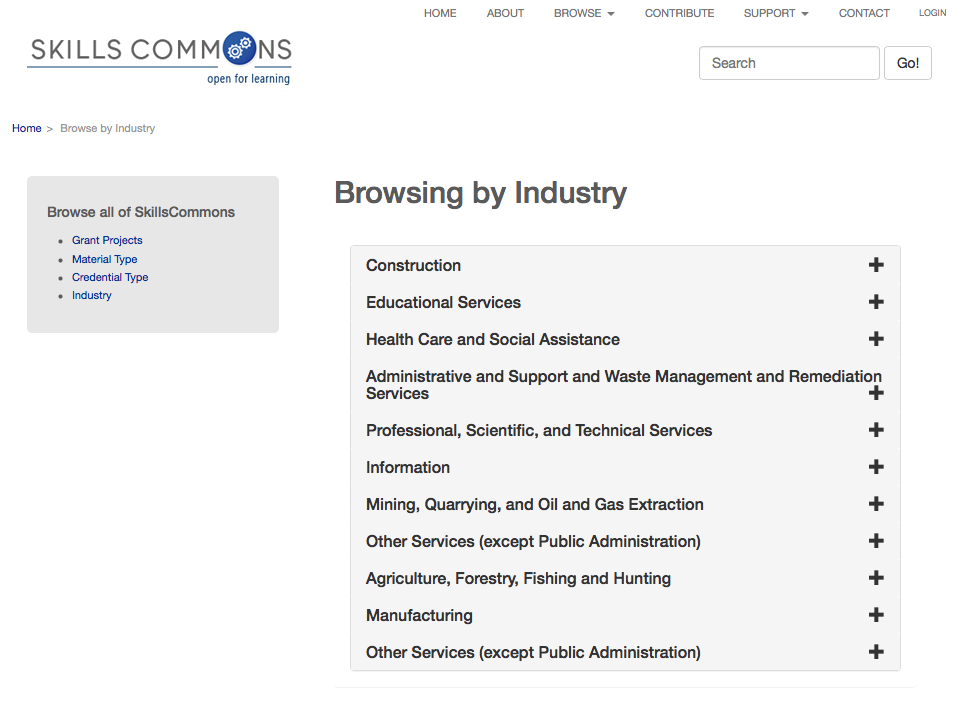 HOME ABOUT BROWSE CONTRIBUTE SUPPORT CONTACT LOGIN
SKILLS COMMONS
open for learning
Search Go!
Home > Browse by Industry
Browse all of SkillsCommons
Grant Projects
Material Type
Credential Type
Industry
Browsing by Industry
Construction
Educational Services
Health Care and Social Assistance
Administrative and Support and Waste Management and Remediation
Services
Professional, Scientific, and Technical Services
Information
Mining, Quarrying, and Oil and Gas Extraction
Other Services (except Public Administration)
Agriculture, Forestry, Fishing and Hunting
Manufacturing
Other Services (except Public Administration)